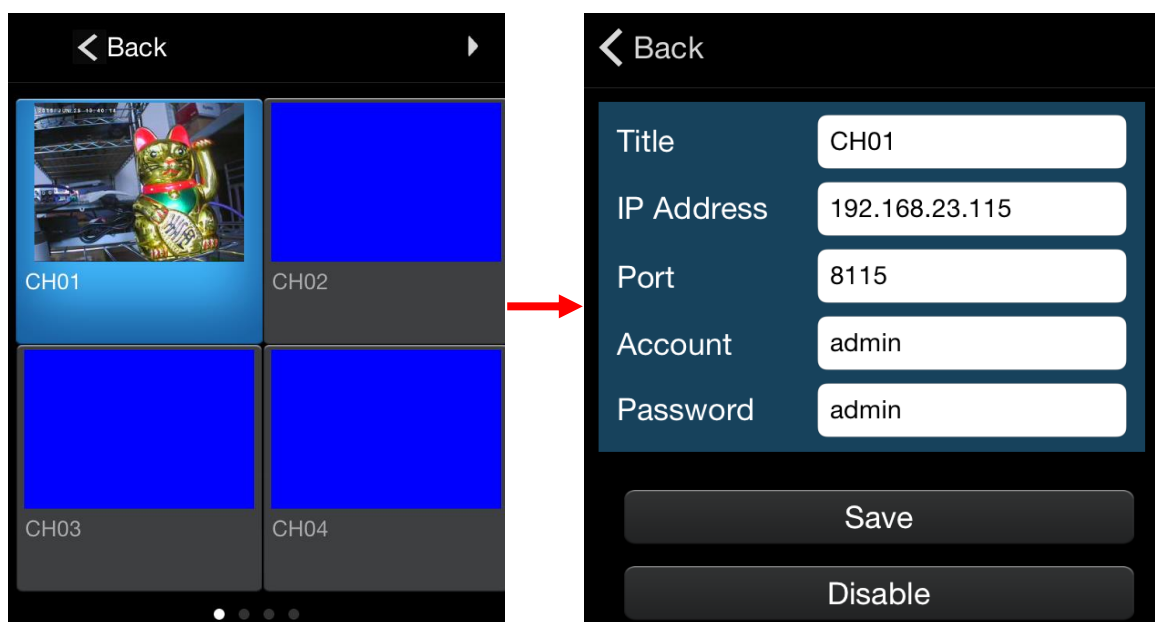 Back
CH01
CH02
CH03
CH04
Back
Title
CH01
IP Address
192.168.23.115
Port
8115
Account
admin
Password
admin
Save
Disable